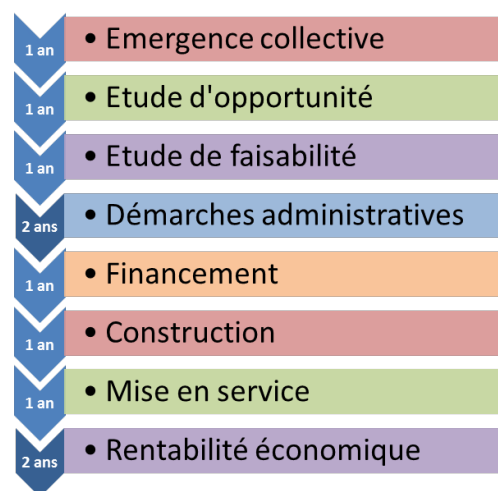 1 an
• Emergence collective
1 an
• Etude d'opportunité
1 an
• Etude de faisabilité
2 ans
• Démarches administratives
1 an
• Financement
1 an
• Construction
1 an
• Mise en service
2 ans
• Rentabilité économique